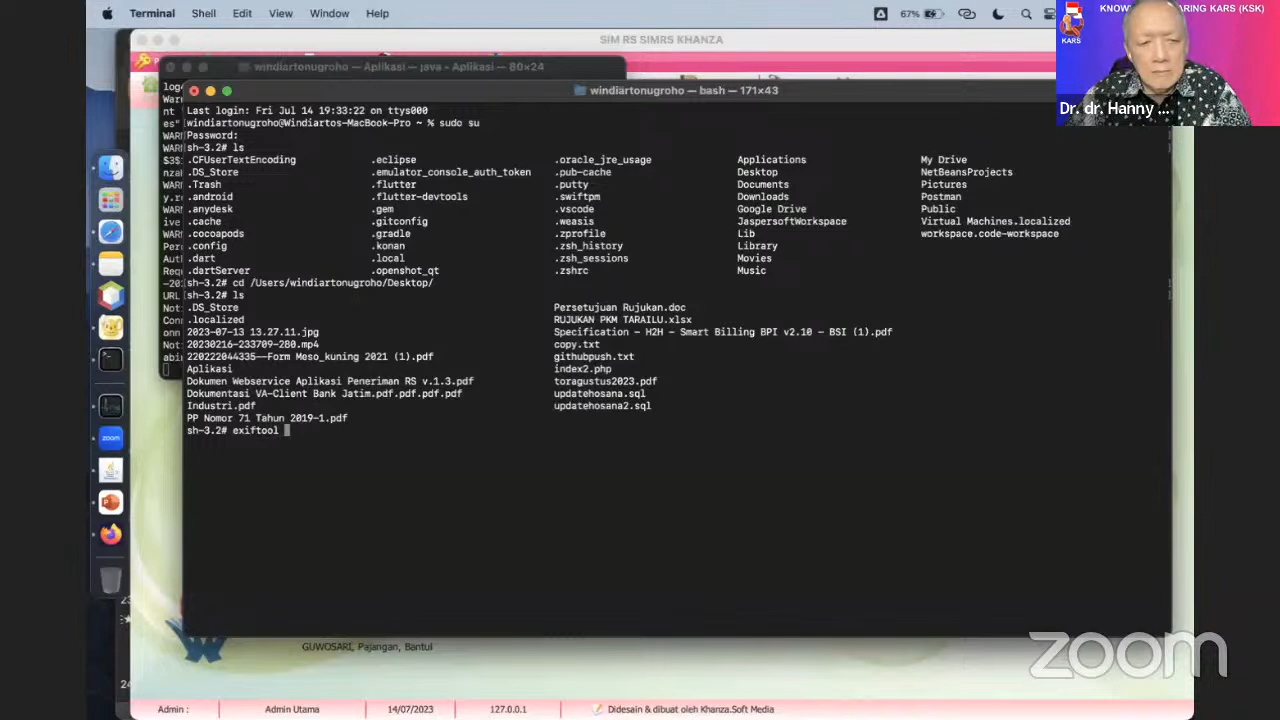 Terminal Shell Edit View Window Help 67%
KNOW
ARING KARS (KSK)
KARS
Dr. dr. Hanny ...
SIM RS SIMRS KHANZA
windiartonugroho — Aplikasi — java - Aplikasi — 80×24
windiartonugroho — bash — 171×43
Last login: Fri Jul 14 19:33:22 on ttys000
windiartonugroho@Windiartos-MacBook-Pro ~ % sudo su
Password:
sh-3.2# ls
.CFUserTextEncoding .eclipse .oracle_jre_usage Applications My Drive
.DS_Store .emulator_console_auth_token .pub-cache Desktop NetBeansProjects
.Trash .flutter .putty Documents Pictures
.android .flutter-devtools .swiftpm Downloads Postman
.anydesk .gem .vscode Google Drive Public
.cache .gitconfig .weasis JaspersoftWorkspace Virtual Machines.localized
.cocoapods .gradle .zprofile Lib workspace.code-workspace
.config .konan .zsh_history Library
.dart .local .zsh_sessions Movies
.dartServer .openshot_qt .zshrc Music
sh-3.2# cd /Users/windiartonugroho/Desktop/
sh-3.2# ls
.DS_Store Persetujuan Rujukan.doc
.localized RUJUKAN PKM TARAILU.xlsx
2023-07-13 13.27.11.jpg Specification - H2H - Smart Billing BPI v2.10 - BSI (1).pdf
20230216-233709-280.mp4 copy.txt
220222044335--Form Meso_kuning 2021 (1).pdf githubpush.txt
Aplikasi index2.php
Dokumen Webservice Aplikasi Peneriman RS v.1.3.pdf toragustus2023.pdf
Dokumentasi VA-Client Bank Jatim.pdf.pdf.pdf.pdf updatehosana.sql
Industri.pdf updatehosana2.sql
PP Nomor 71 Tahun 2019-1.pdf
sh-3.2# exiftool
zoom
GUWOSARI, Pajangan, Bantul
zoom
Admin : Admin Utama 14/07/2023 127.0.0.1 Didesain & dibuat oleh Khanza.Soft Media